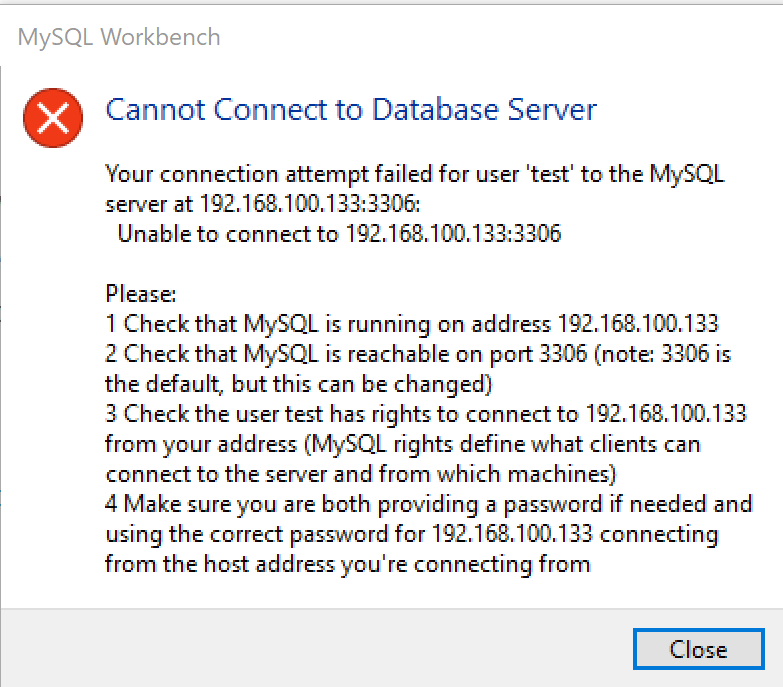 MySQL Workbench
Cannot Connect to Database Server
Your connection attempt failed for user 'test' to the MySQL
server at 192.168.100.133:3306:
Unable to connect to 192.168.100.133:3306
Please:
1 Check that MySQL is running on address 192.168.100.133
2 Check that MySQL is reachable on port 3306 (note: 3306 is
the default, but this can be changed)
3 Check the user test has rights to connect to 192.168.100.133
from your address (MySQL rights define what clients can
connect to the server and from which machines)
4 Make sure you are both providing a password if needed and
using the correct password for 192.168.100.133 connecting
from the host address you're connecting from
Close